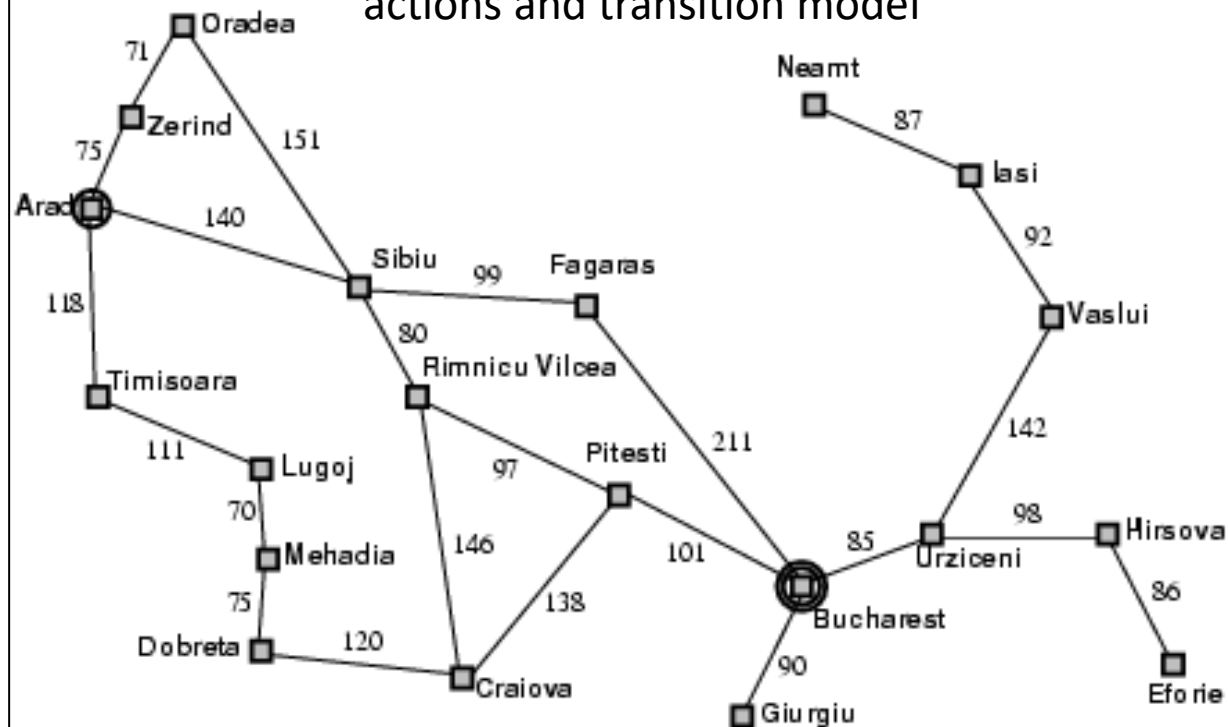 actions and transition model
Oradea
71
Neamt
Zerind
87
151
75
Iasi
Arad
140
92
Sibiu
Fagaras
99
118
Vaslui
80
Rimnicu Vilcea
Timisoara
142
111
211
Pitesti
Lugoj
97
70
98
Hirsova
146
85
Mehadia
101
Urziceni
86
75
138
Bucharest
Dobreta
120
90
Craiova
Eforie
Giurgiu